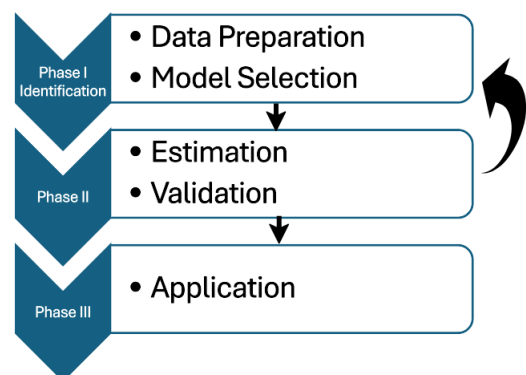 Phase I
Identification
• Data Preparation
• Model Selection
Phase II
• Estimation
• Validation
Phase III
• Application